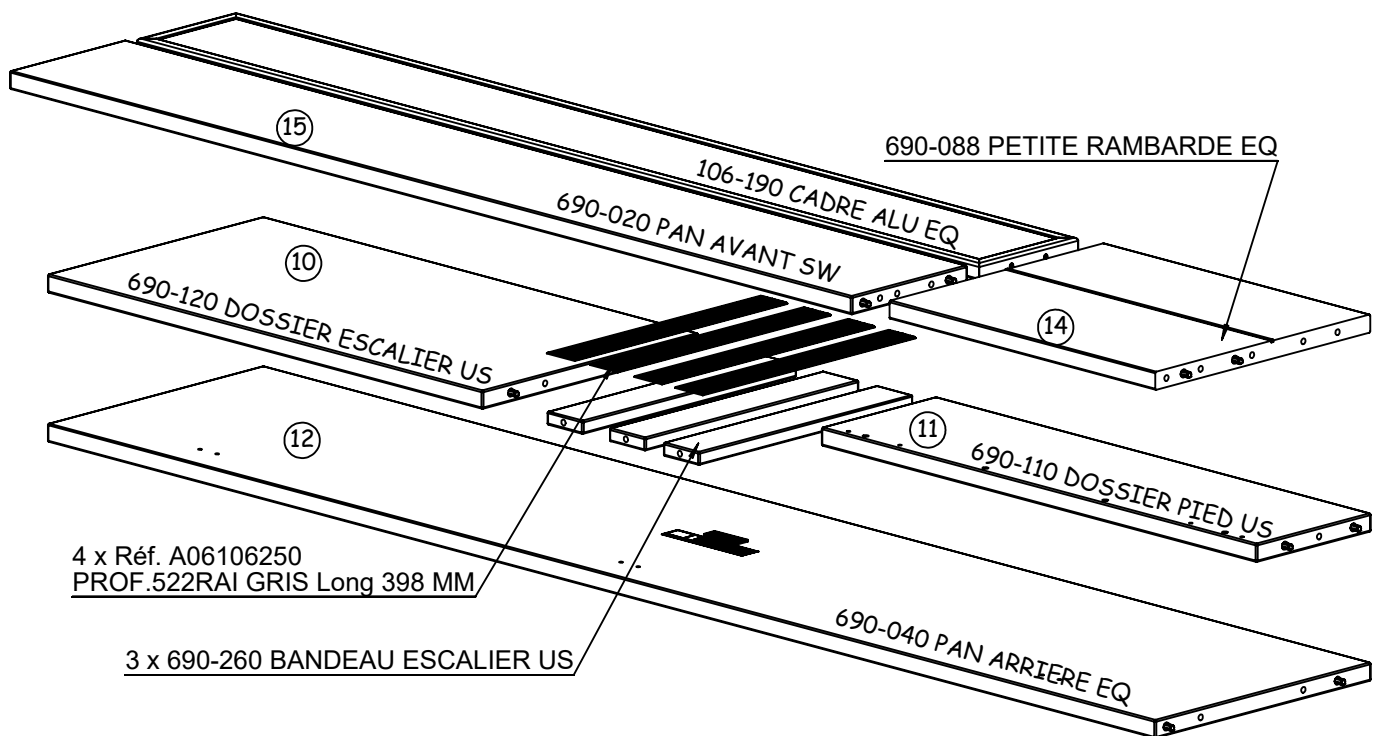 15
690-088 PETITE RAMBARDE EQ
106-190 CADRE ALU EQ
690-020 PAN AVANT SW
10
690-120 DOSSIER ESCALIER US
14
12
11
690-110 DOSSIER PIED US
4 x Réf. A06106250
PROF.522RAI GRIS Long 398 MM
690-040 PAN ARRIERE EQ
3 x 690-260 BANDEAU ESCALIER US